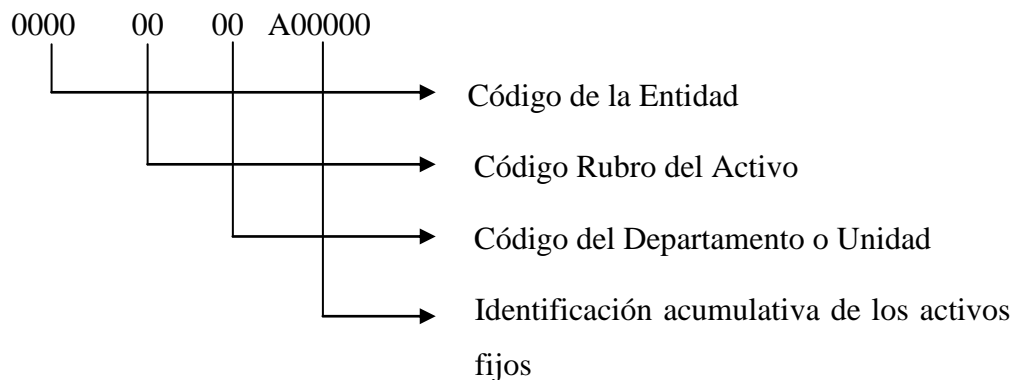 0000 00 00 A00000
Código de la Entidad
Código Rubro del Activo
Código del Departamento o Unidad
Identificación acumulativa de los activos
fijos